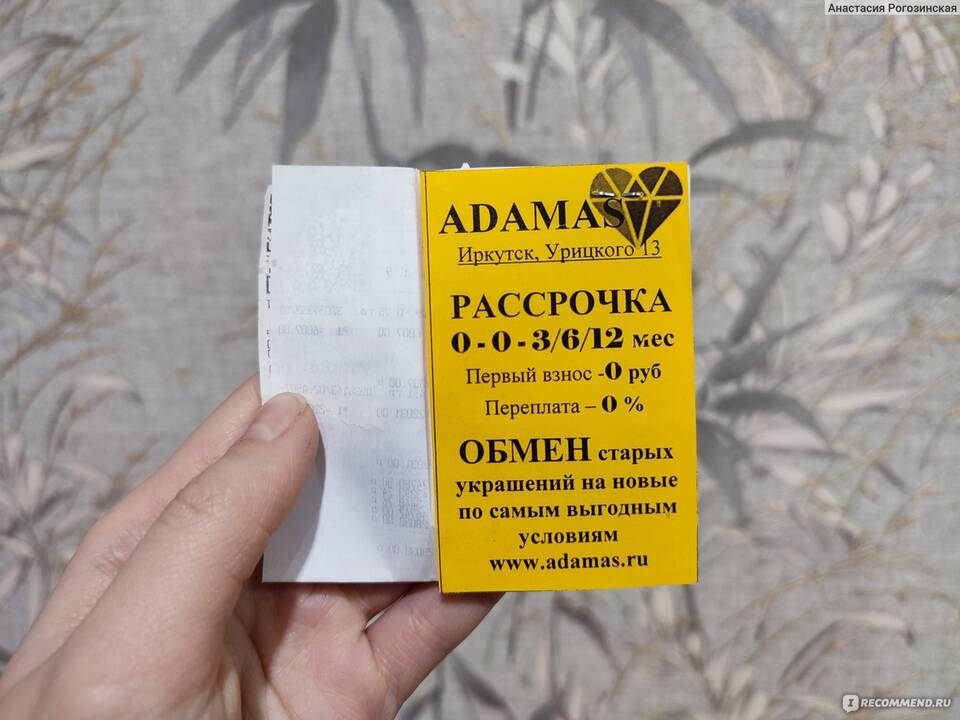 Анастасия Рогозинская
ADAMAS
Иркутск, Урицкого 13
РАССРОЧКА
0 - 0 - 3/6/12 мес
Первый взнос -0 руб
Переплата – 0 %
ОБМЕН старых
украшений на новые
по самым выгодным
условиям
www.adamas.ru
IRECOMMEND.RU